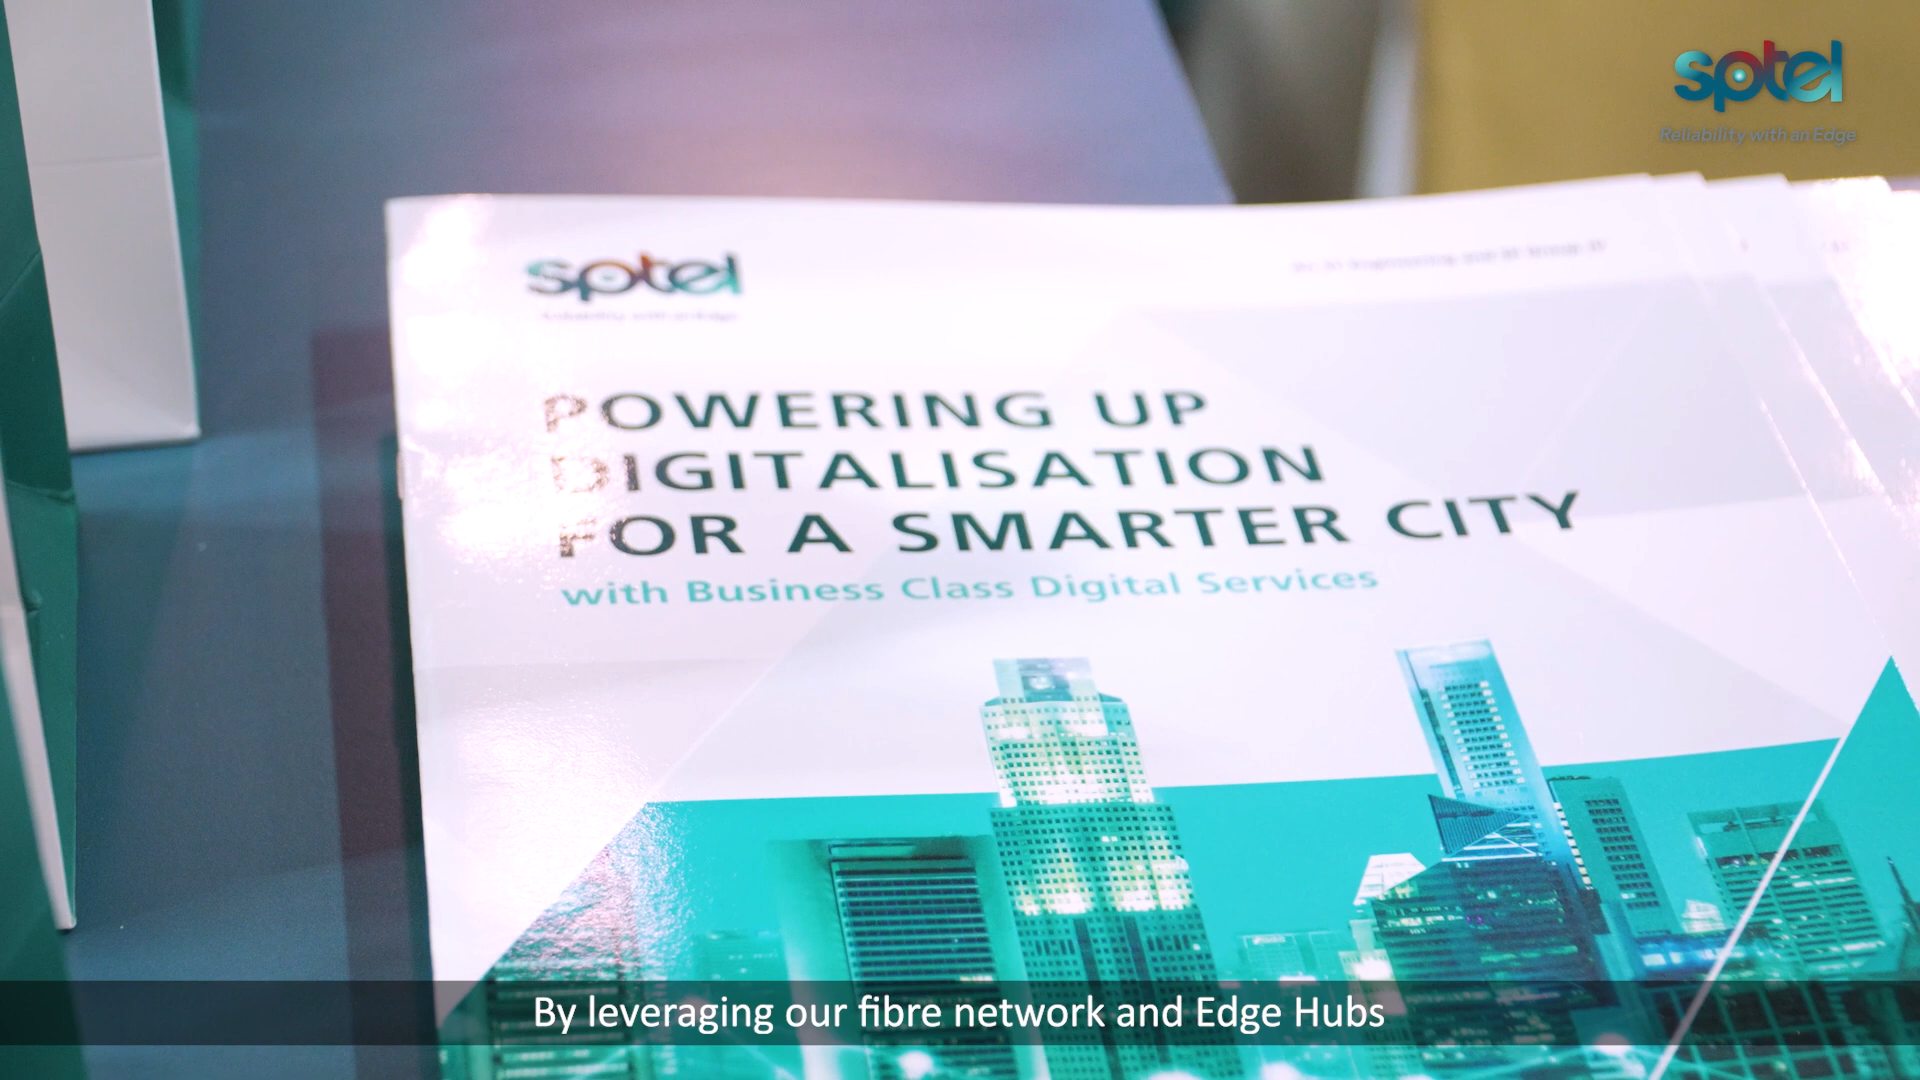 sptel
Reliability with an Edge
sptel
POWERING UP
DIGITALISATION
FOR A SMARTER CITY
with Business Class Digital Services
By leveraging our fibre network and Edge Hubs